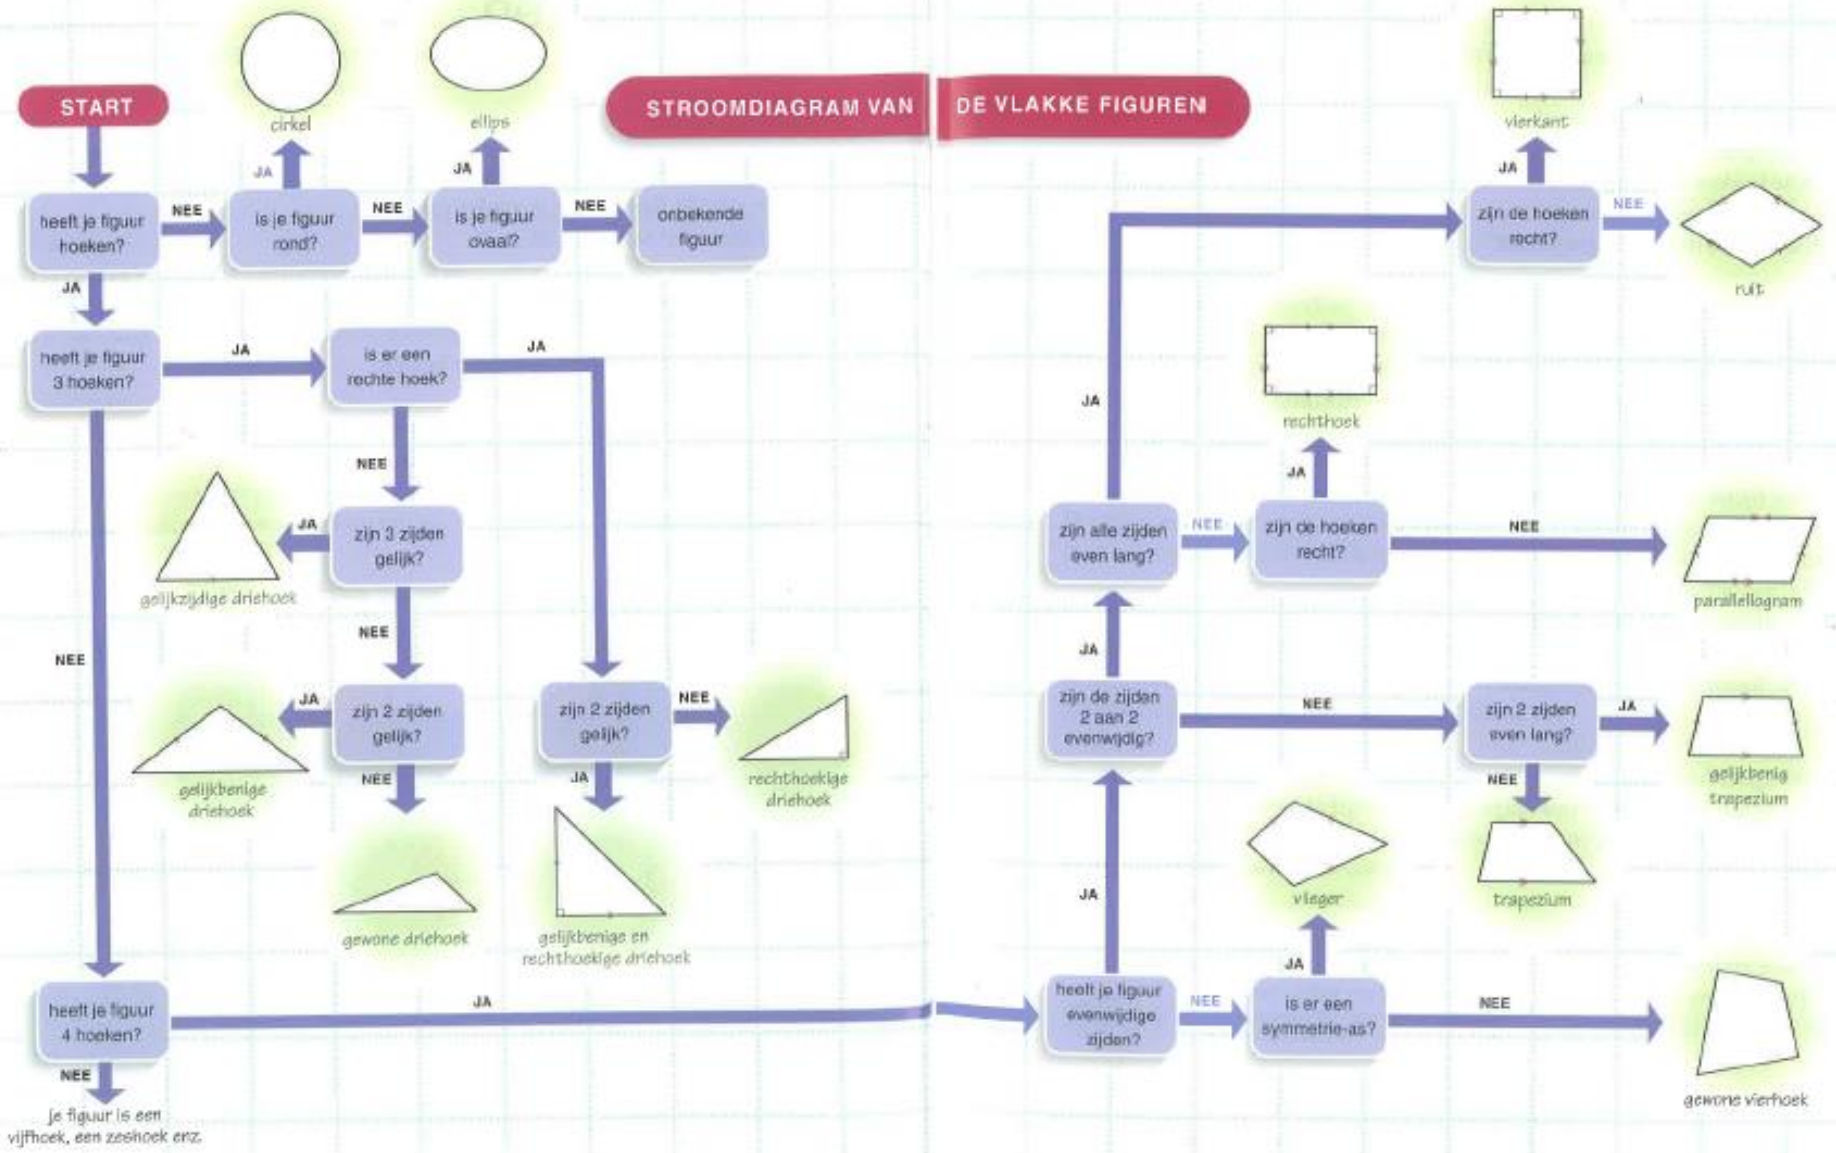 STROOMDIAGRAM VAN DE VLAKKE FIGUREN
START
cirkel
ellips
JA
JA
heeft je figuur
hoeken?
NEE
is je figuur
rond?
NEE
is je figuur
ovaal?
NEE
onbekende
figuur
JA
heeft je figuur
3 hoeken?
JA
is er een
rechte hoek?
JA
NEE
JA
zijn 3 zijden
gelijk?
gelijkzijdige driehoek
NEE
NEE
JA
zijn 2 zijden
gelijk?
zijn 2 zijden
gelijk?
NEE
gelijkbenige
driehoek
NEE
JA
rechthoekige
driehoek
gewone driehoek
gelijkbenige en
rechthoekige driehoek
heeft je figuur
4 hoeken?
JA
NEE
je figuur is een
vijfhoek, een zeshoek enz.
vierkant
JA
zijn de hoeken
recht?
NEE
ruit
JA
rechthoek
JA
zijn alle zijden
even lang?
NEE
zijn de hoeken
recht?
NEE
parallellogram
JA
zijn de zijden
2 aan 2
evenwijdig?
NEE
zijn 2 zijden
even lang?
JA
gelijkbenig
trapezium
NEE
trapezium
vlieger
JA
JA
heeft je figuur
evenwijdige
zijden?
NEE
is er een
symmetrie-as?
NEE
gewone vierhoek